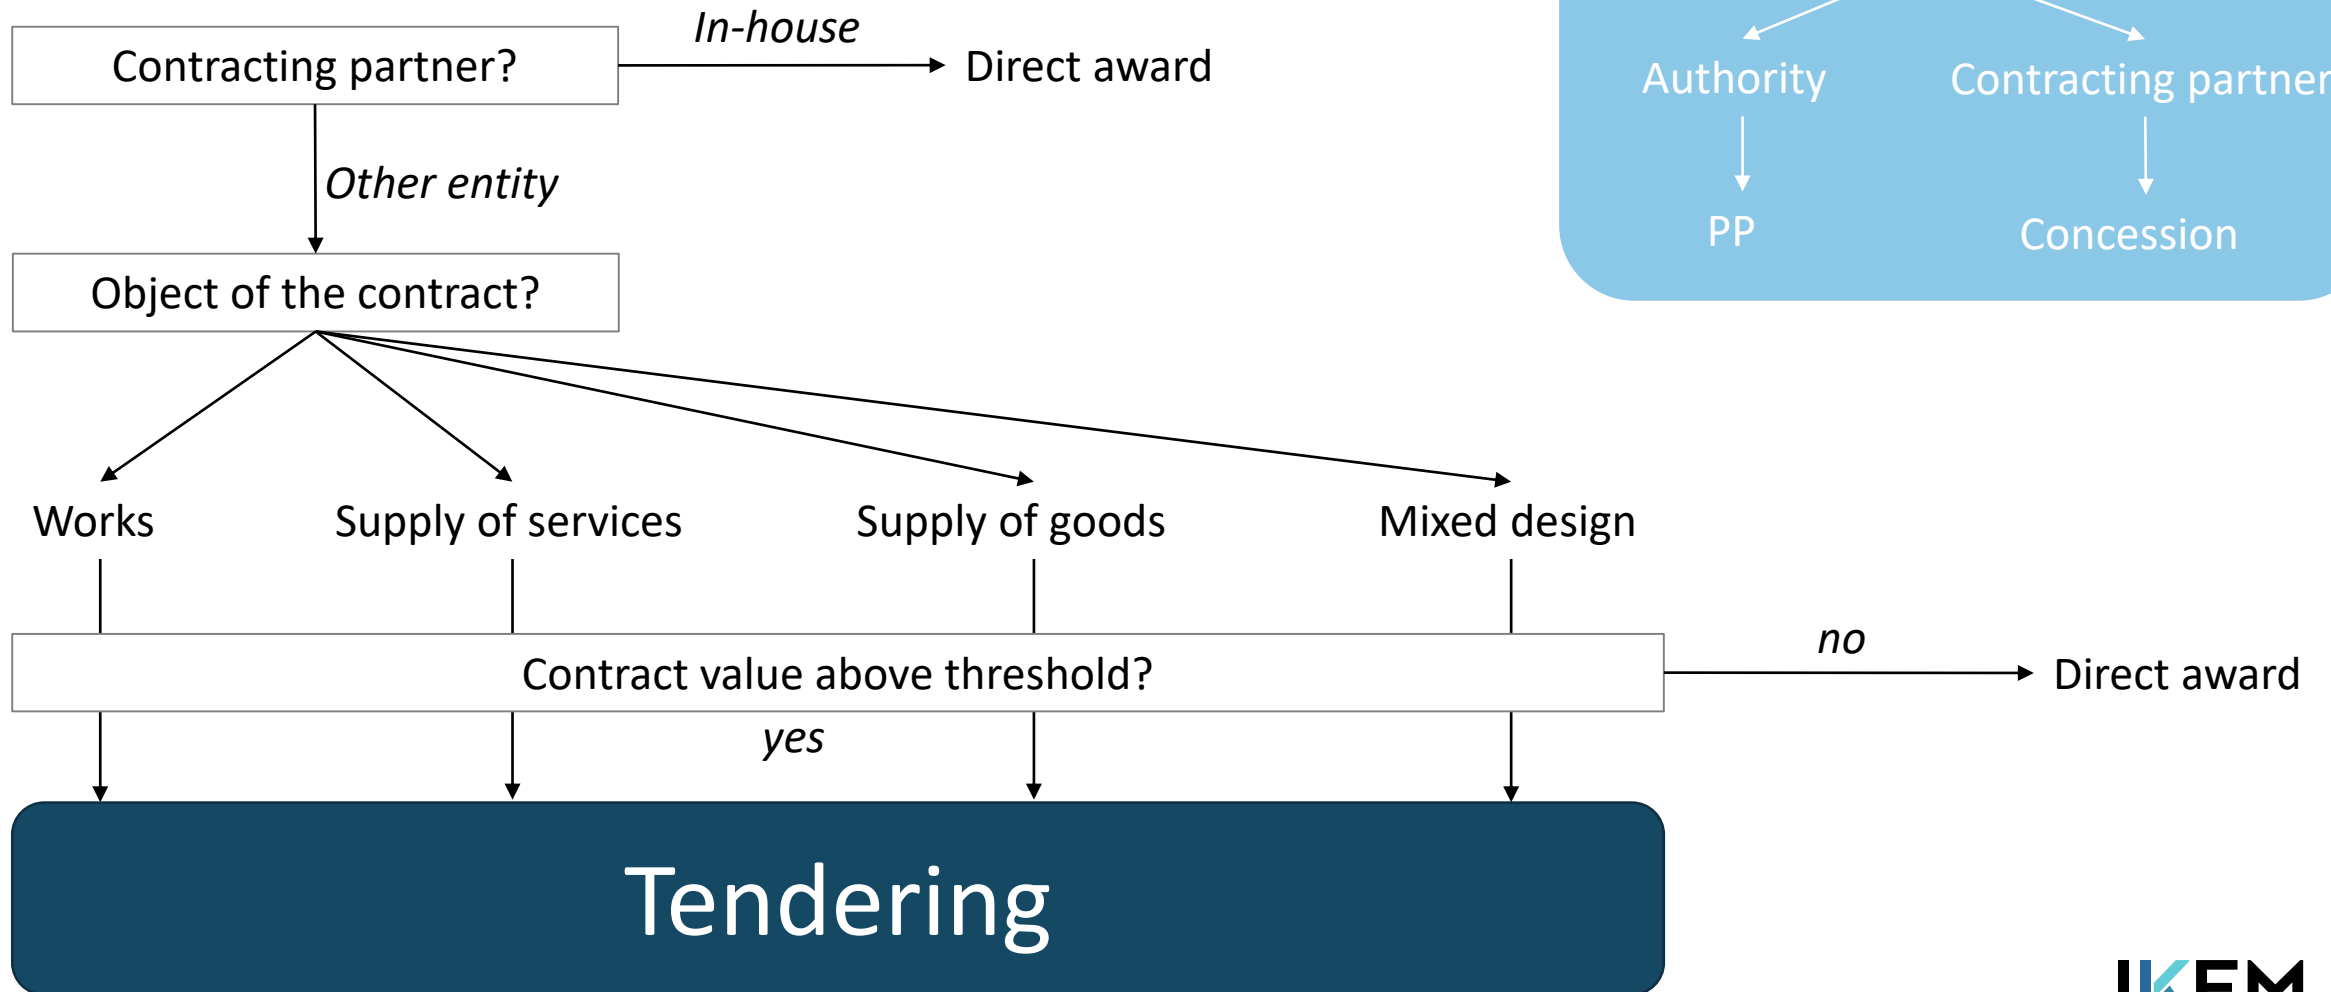 In-house
Contracting partner?
Direct award
Other entity
Object of the contract?
Works
Supply of services
Supply of goods
Mixed design
Contract value above threshold?
no
Direct award
yes
Tendering
Authority
Contracting partner
PP
Concession
IKEM